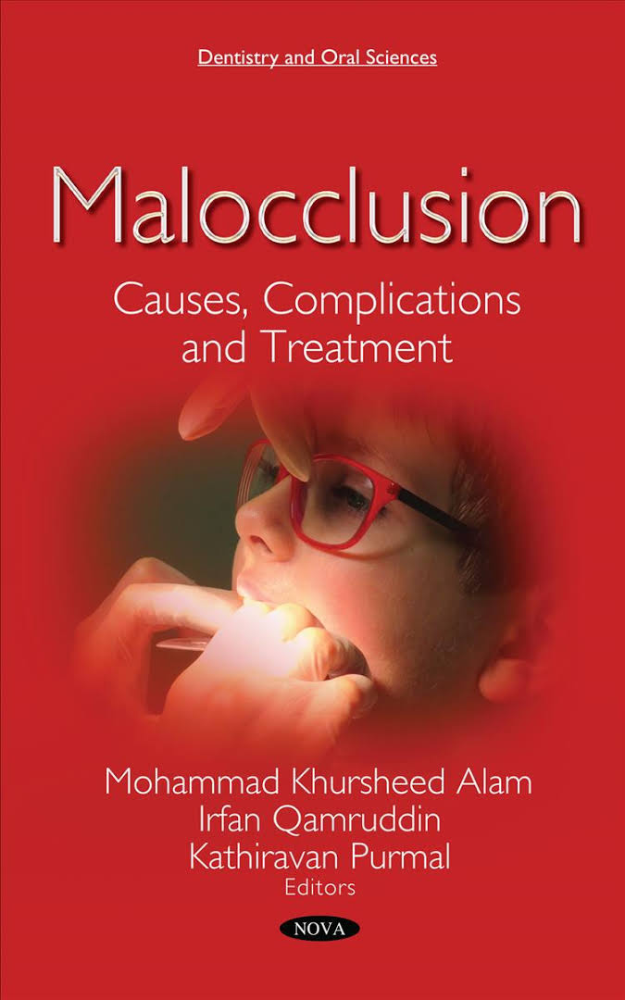 Dentistry and Oral Sciences
Malocclusion
Causes, Complications
and Treatment
Mohammad Khursheed Alam
Irfan Qamruddin
Kathiravan Purmal
Editors
NOVA